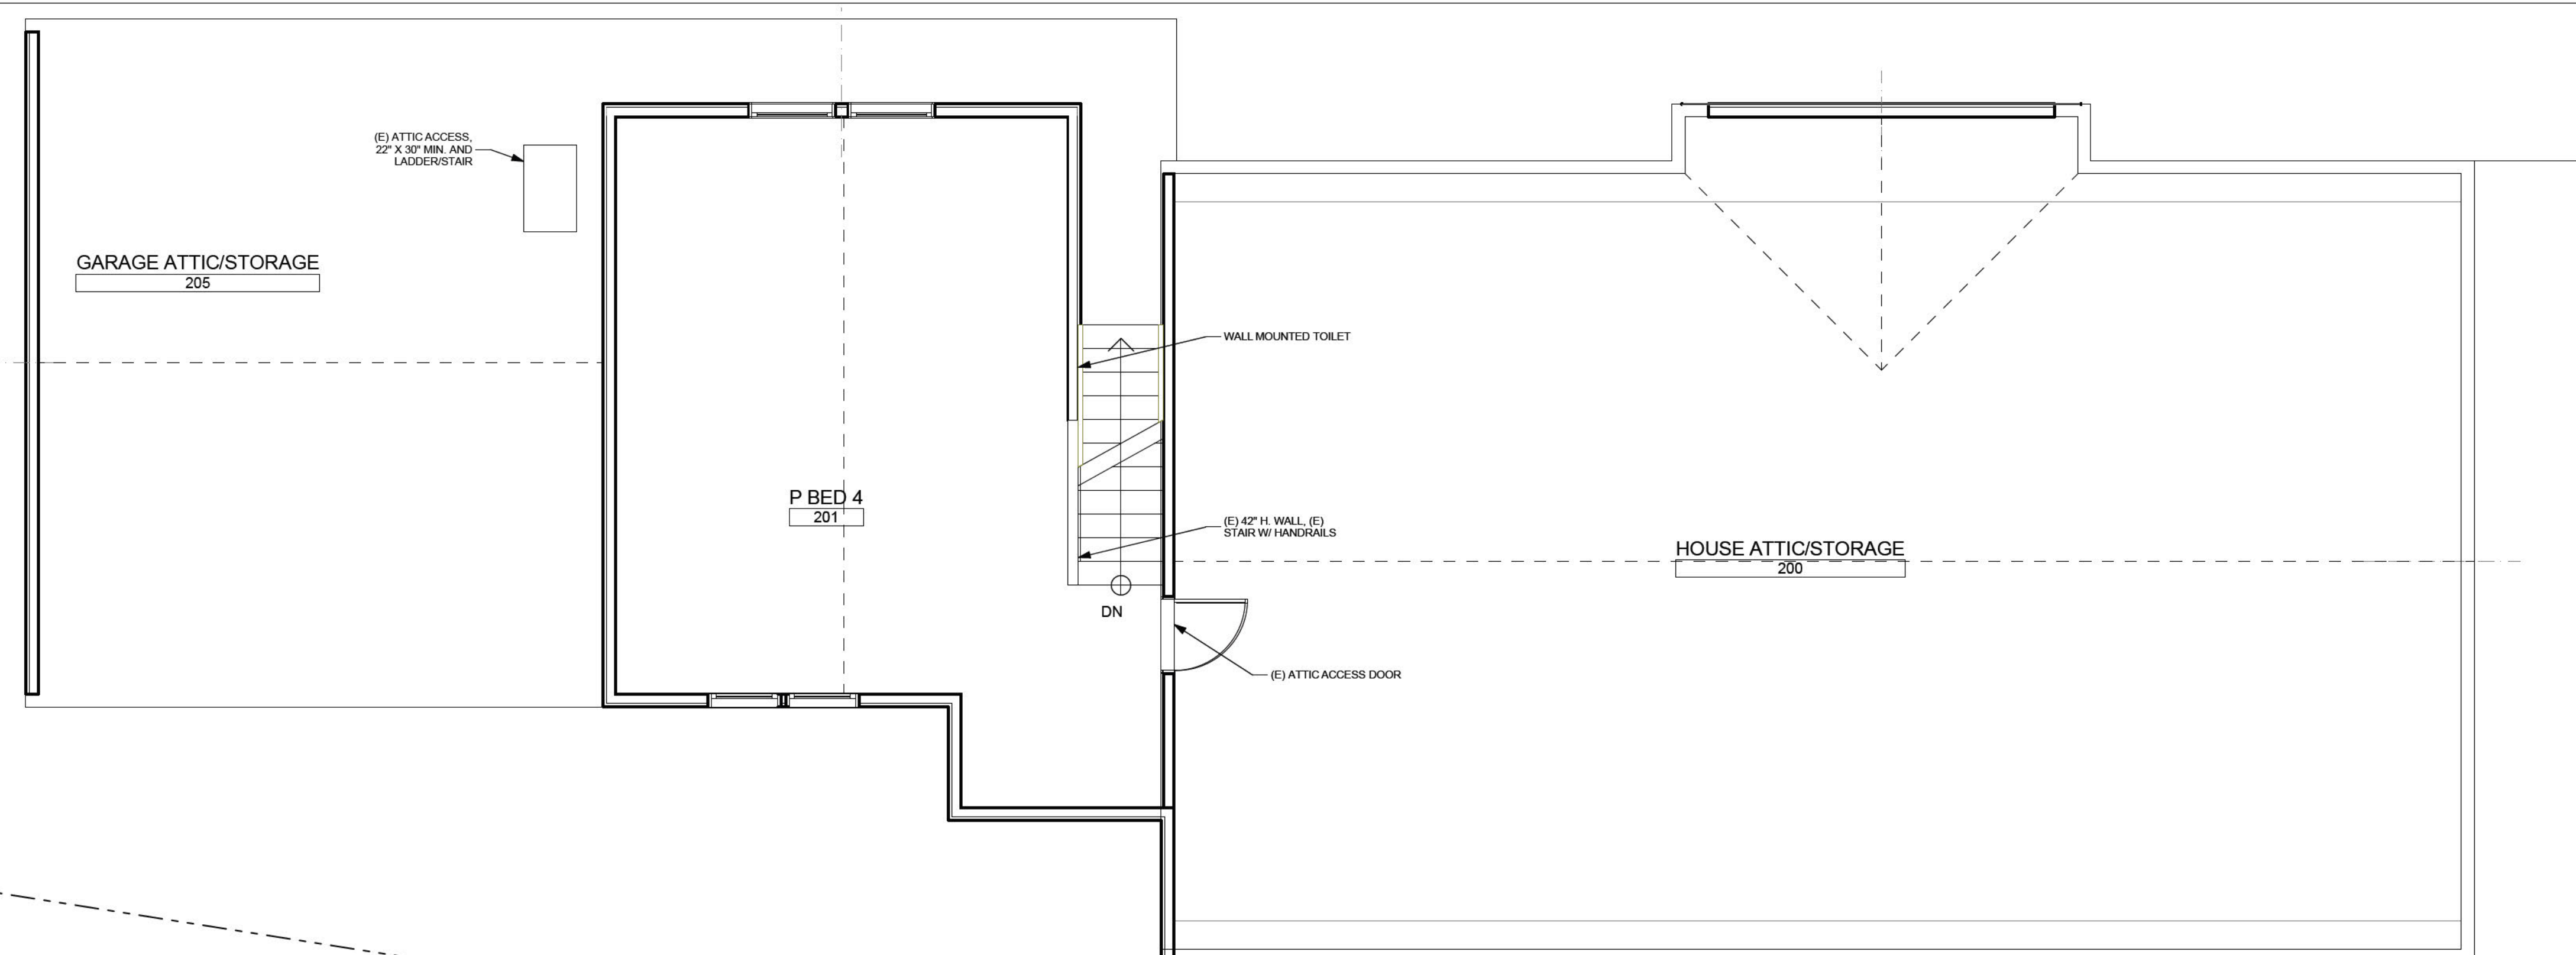 (E) ATTIC ACCESS,
22" X 30" MIN. AND
LADDER/STAIR
GARAGE ATTIC/STORAGE
205
WALL MOUNTED TOILET
P BED 4
201
(E) 42" H. WALL, (E)
STAIR W/ HANDRAILS
HOUSE ATTIC/STORAGE
200
DN
(E) ATTIC ACCESS DOOR